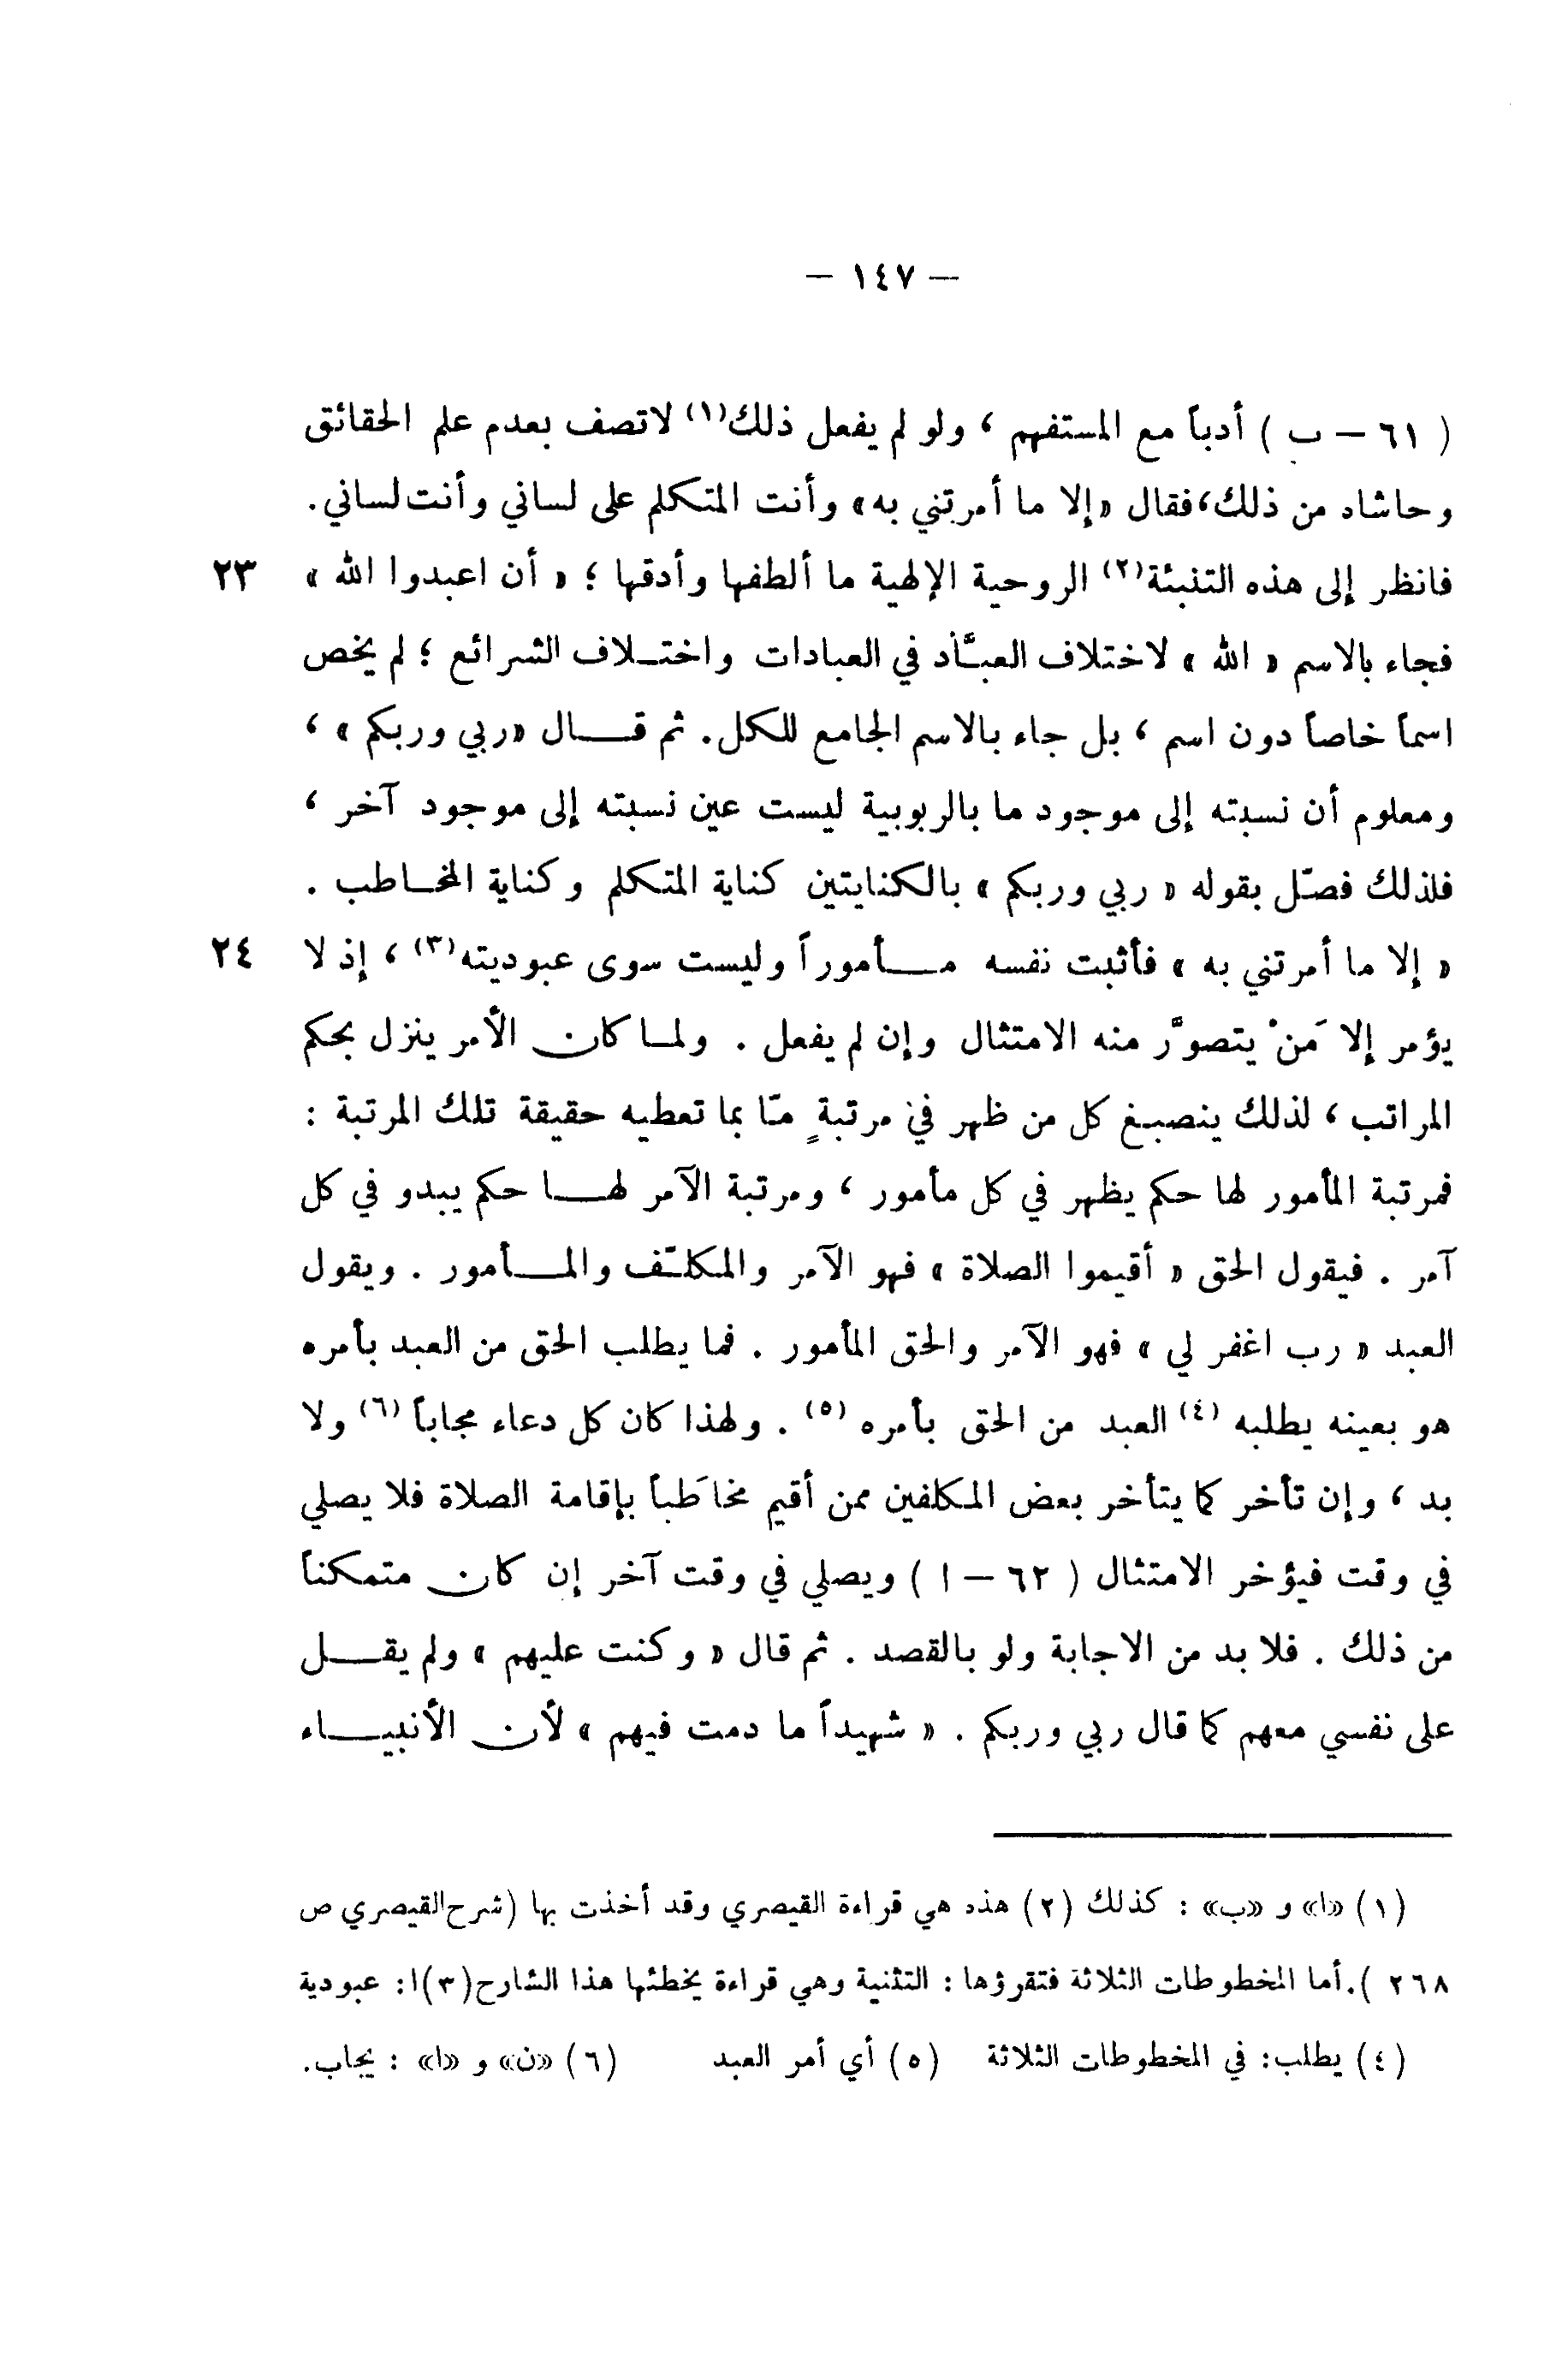 — ١٤٧ —
( ٦١ — ب ) أدباً مع المستفهم ، ولو لم يفعل ذلك(١) لاتصف بعدم علم الحقائق
وحاشاه من ذلك،فقال «إلا ما أمرتني به» وأنت المتكلم على لساني وأنت لساني.
فانظر إلى هذه التنبئة(٢) الروحية الإلهية ما ألطفها وأدقها ؛ « أن اعبدوا الله » ٢٣
فجاء بالاسم « الله » لاختلاف العبَّاد في العبادات واختلاف الشرائع ؛ لم يخص
اسماً خاصاً دون اسم ، بل جاء بالاسم الجامع للكل. ثم قال «ربي وربكم » ،
ومعلوم أن نسبته إلى موجود ما بالربوبية ليست عين نسبته إلى موجود آخر ،
فلذلك فصّل بقوله « ربي وربكم » بالكنايتين كناية المتكلم وكناية المخاطب .
« إلا ما أمرتني به » فأثبت نفسه مأموراً وليست سوى عبوديته(٣) ، إذ لا ٢٤
يؤمر إلا مَنْ يتصوَّر منه الامتثال وإن لم يفعل . ولما كان الأمر ينزل بحكم
المراتب ، لذلك ينصبغ كل من ظهر في مرتبةٍ مّا بما تعطيه حقيقة تلك المرتبة :
فمرتبة المأمور لها حكم يظهر في كل مأمور ، ومرتبة الآمر لها حكم يبدو في كل
آمر . فيقول الحق « أقيموا الصلاة » فهو الآمر والمكلّف والمأمور . ويقول
العبد « رب اغفر لي » فهو الآمر والحق المأمور . فما يطلب الحق من العبد بأمره
هو بعينه يطلبه (٤) العبد من الحق بأمره (٥) . ولهذا كان كل دعاء مجاباً (٦) ولا
بد ، وإن تأخر كما يتأخر بعض المكلفين ممن أقيم مخاطَباً بإقامة الصلاة فلا يصلي
في وقت فيؤخر الامتثال ( ٦٢ — ا ) ويصلي في وقت آخر إن كان متمكناً
من ذلك . فلا بد من الاجابة ولو بالقصد . ثم قال « وكنت عليهم » ولم يقل
على نفسي معهم كما قال ربي وربكم . « شهيداً ما دمت فيهم » لأن الأنبياء
(١) «ا» و «ب» : كذلك (٢) هذه هي قراءة القيصري وقد أخذت بها (شرح القيصري ص
٢٦٨ ). أما المخطوطات الثلاثة فتقرؤها : التثنية وهي قراءة يخطئها هذا الشارح(٣)ا: عبودية
(٤) يطلب: في المخطوطات الثلاثة (٥) أي أمر العبد (٦) «ن» و «ا» : يجاب.